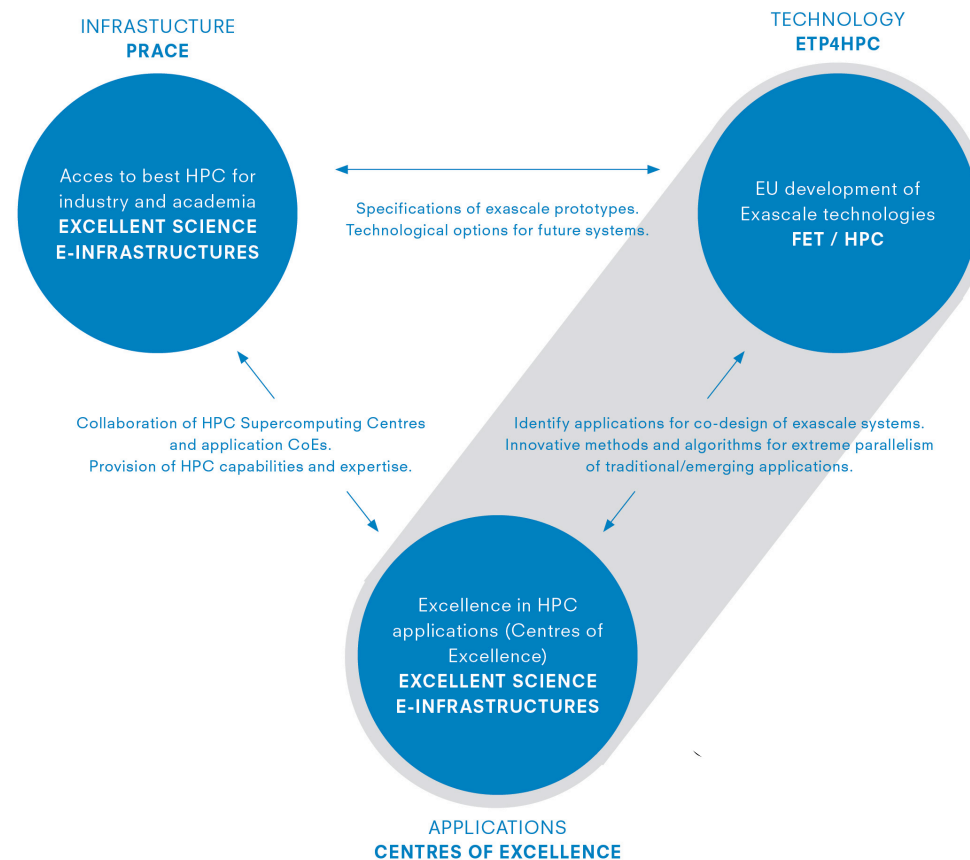 INFRASTUCTURE
PRACE
TECHNOLOGY
ETP4HPC
Acces to best HPC for
industry and academia
EXCELLENT SCIENCE
E-INFRASTRUCTURES
Specifications of exascale prototypes.
Technological options for future systems.
EU development of
Exascale technologies
FET / HPC
Collaboration of HPC Supercomputing Centres
and application CoEs.
Provision of HPC capabilities and expertise.
Identify applications for co-design of exascale systems.
Innovative methods and algorithms for extreme parallelism
of traditional/emerging applications.
Excellence in HPC
applications (Centres of
Excellence)
EXCELLENT SCIENCE
E-INFRASTRUCTURES
APPLICATIONS
CENTRES OF EXCELLENCE